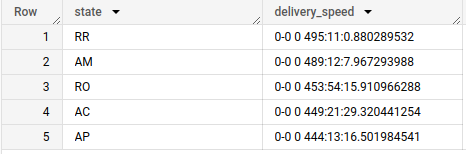 Row state delivery_speed
1 RR 0-0 0 495:11:0.880289532
2 AM 0-0 0 489:12:7.967293988
3 RO 0-0 0 453:54:15.910966288
4 AC 0-0 0 449:21:29.320441254
5 AP 0-0 0 444:13:16.501984541